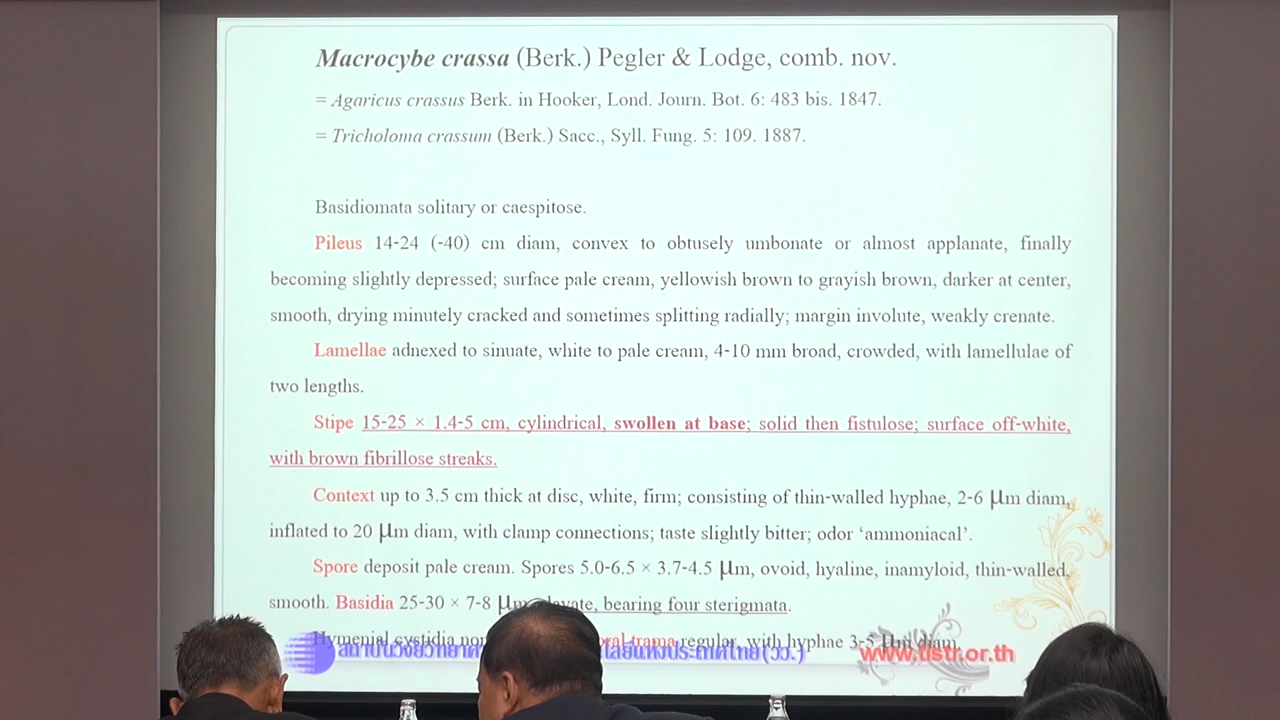 Macrocybe crassa (Berk.) Pegler & Lodge, comb. nov.
= Agaricus crassus Berk. in Hooker, Lond. Journ. Bot. 6: 483 bis. 1847.
= Tricholoma crassum (Berk.) Sacc., Syll. Fung. 5: 109. 1887.
Basidiomata solitary or caespitose.
Pileus 14-24 (-40) cm diam, convex to obtusely umbonate or almost applanate, finally
becoming slightly depressed; surface pale cream, yellowish brown to grayish brown, darker at center,
smooth, drying minutely cracked and sometimes splitting radially; margin involute, weakly crenate.
Lamellae adnexed to sinuate, white to pale cream, 4-10 mm broad, crowded, with lamellulae of
two lengths.
Stipe 15-25 × 1.4-5 cm, cylindrical, swollen at base; solid then fistulose; surface off-white,
with brown fibrillose streaks.
Context up to 3.5 cm thick at disc, white, firm; consisting of thin-walled hyphae, 2-6 µm diam,
inflated to 20 µm diam, with clamp connections; taste slightly bitter; odor ‘ammoniacal’.
Spore deposit pale cream. Spores 5.0-6.5 × 3.7-4.5 µm, ovoid, hyaline, inamyloid, thin-walled,
smooth. Basidia 25-30 × 7-8 µm, bearing four sterigmata.
Hymenial cystidia trama regular, with hyphae 3-5 µm diam
www.tistr.or.th